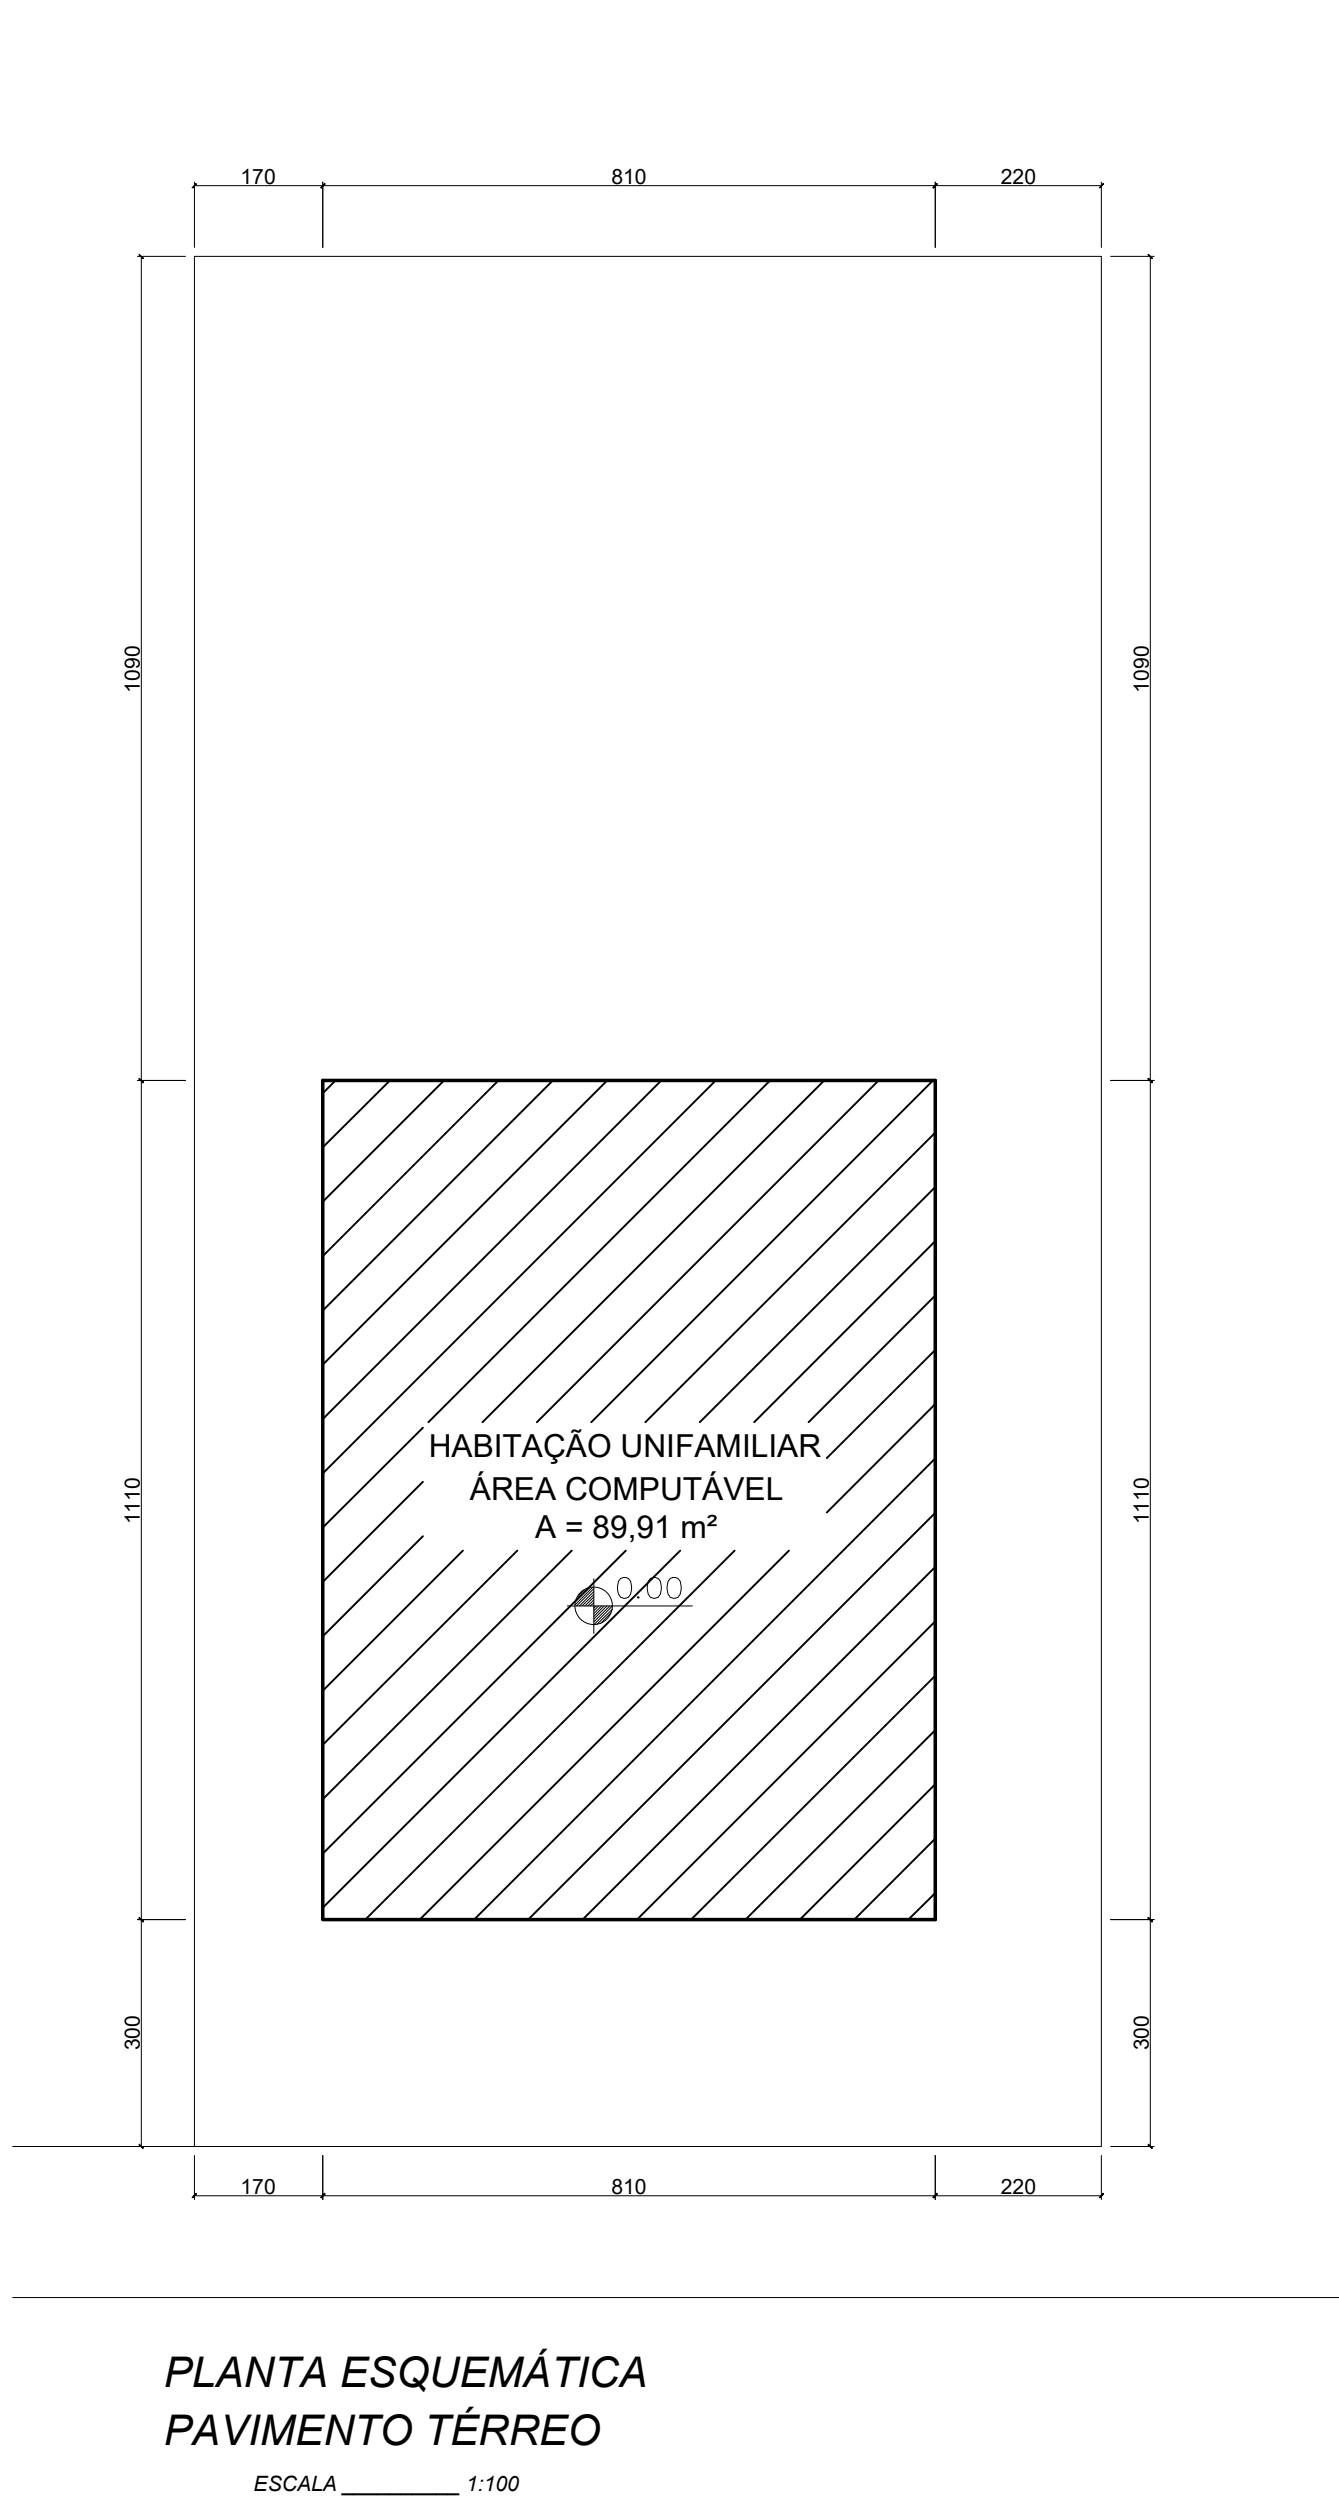 170 810 220
1090 1090
HABITAÇÃO UNIFAMILIAR
ÁREA COMPUTÁVEL
A = 89,91 m²
1110 1110
0.00
300 300
170 810 220
PLANTA ESQUEMÁTICA
PAVIMENTO TÉRREO
ESCALA __________ 1:100